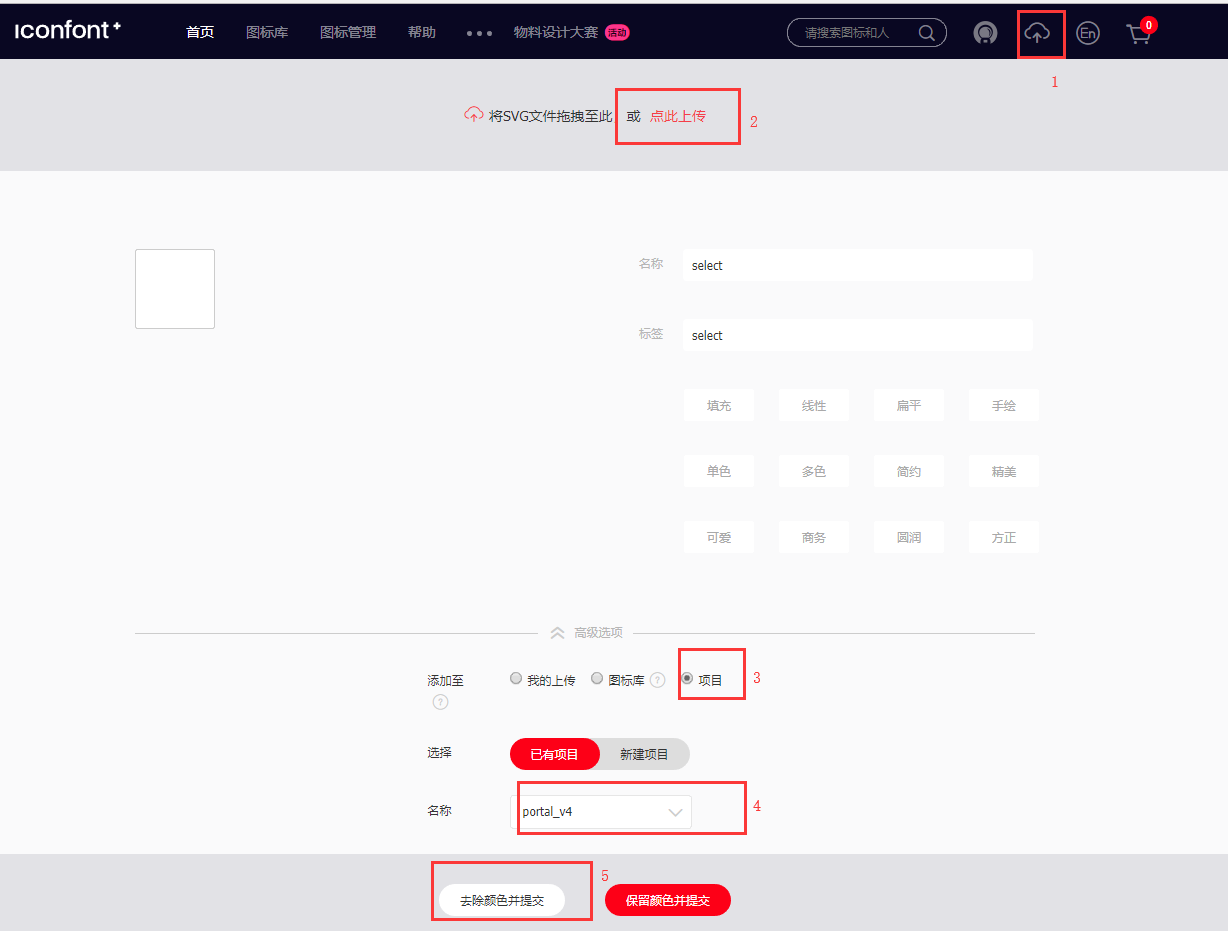 iconfont+ 首页 图标库 图标管理 帮助 ••• 物料设计大赛 活动 请搜索图标和人 En 0
1
将SVG文件拖拽至此 或 点此上传 2
名称 select
标签 select
填充 线性 扁平 手绘
单色 多色 简约 精美
可爱 商务 圆润 方正
高级选项
添加至 我的上传 图标库 ? 项目 3
?
选择 已有项目 新建项目
名称 portal_v4 4
5
去除颜色并提交 保留颜色并提交